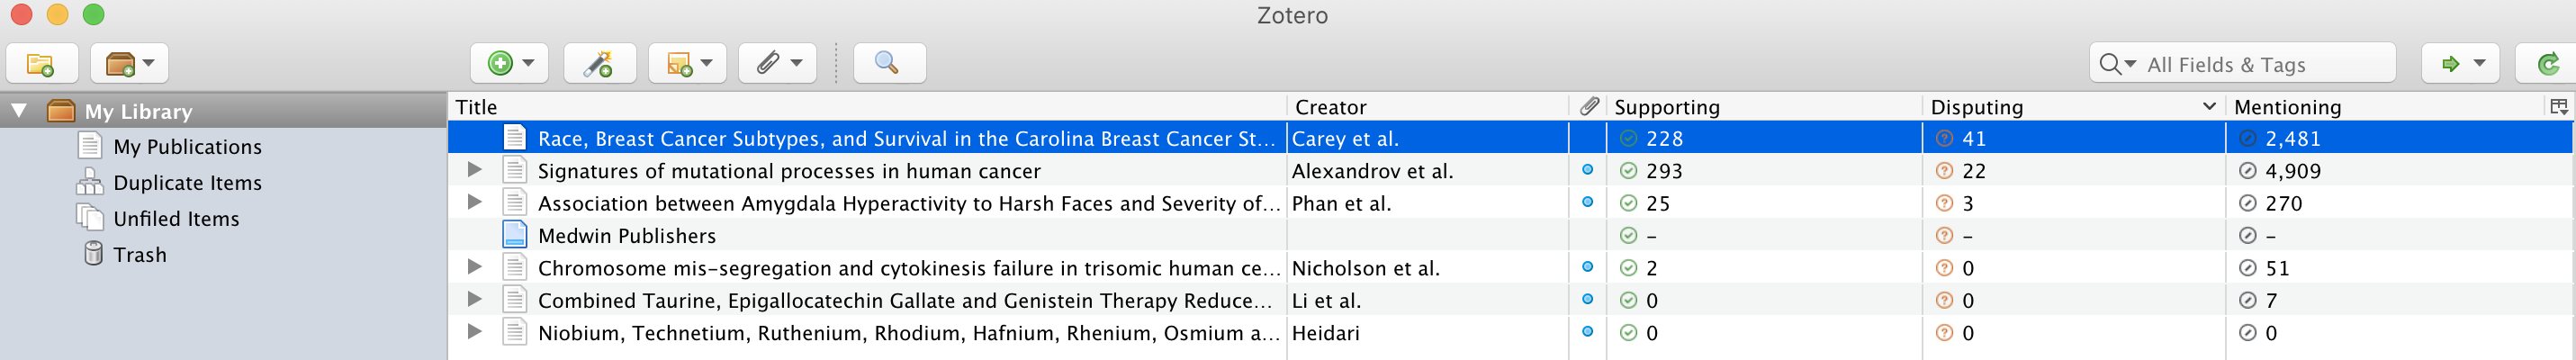 Zotero
All Fields & Tags
My Library
My Publications
Duplicate Items
Unfiled Items
Trash
Title Creator Supporting Disputing Mentioning
Race, Breast Cancer Subtypes, and Survival in the Carolina Breast Cancer St... Carey et al. 228 41 2,481
Signatures of mutational processes in human cancer Alexandrov et al. 293 22 4,909
Association between Amygdala Hyperactivity to Harsh Faces and Severity of... Phan et al. 25 3 270
Medwin Publishers - - -
Chromosome mis-segregation and cytokinesis failure in trisomic human ce... Nicholson et al. 2 0 51
Combined Taurine, Epigallocatechin Gallate and Genistein Therapy Reduce... Li et al. 0 0 7
Niobium, Technetium, Ruthenium, Rhodium, Hafnium, Rhenium, Osmium a... Heidari 0 0 0